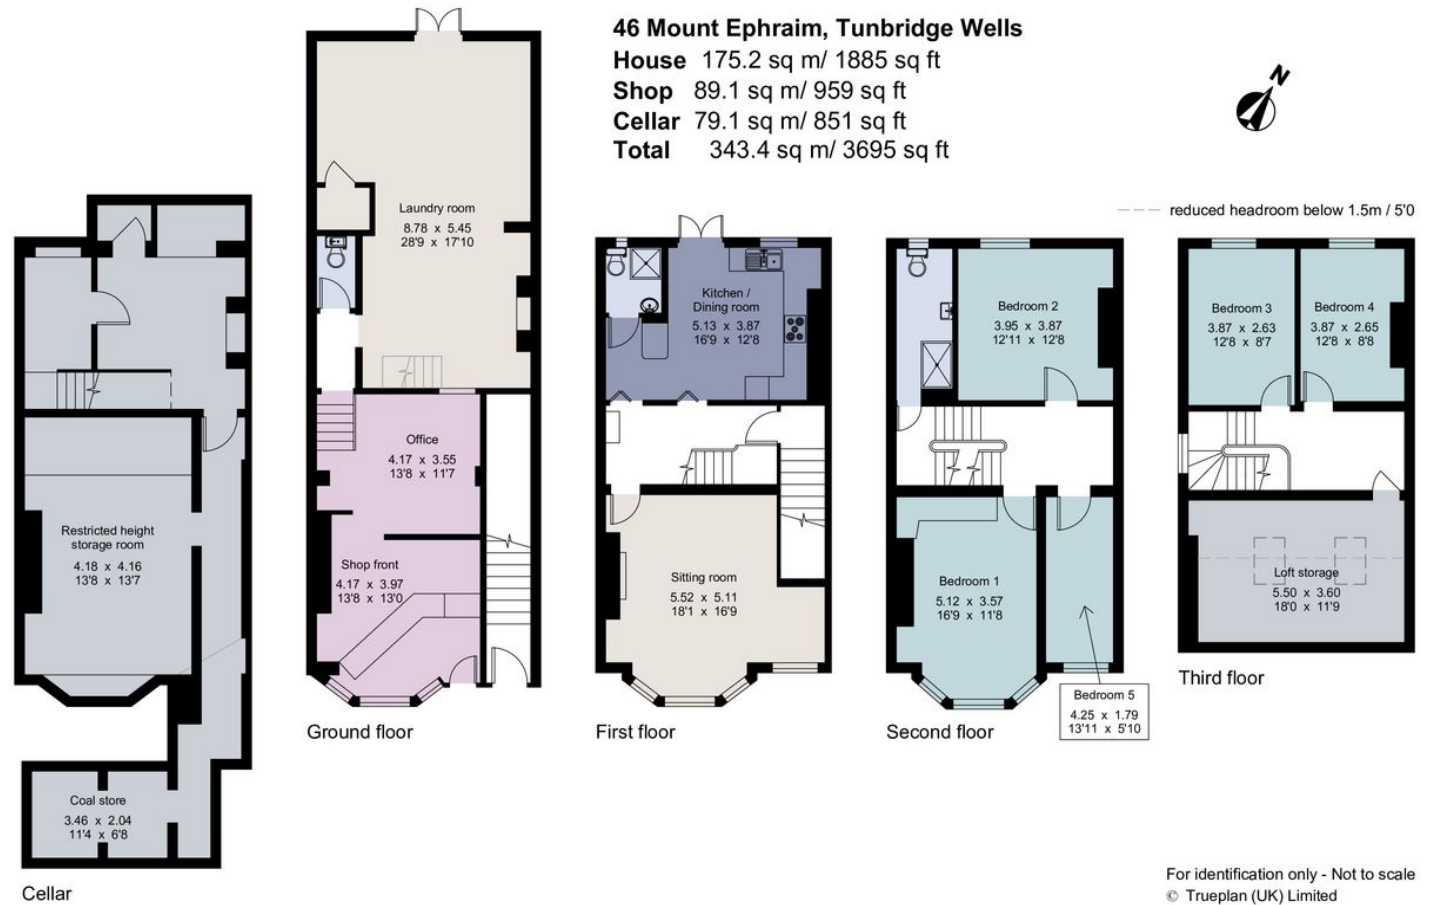 46 Mount Ephraim, Tunbridge Wells
House 175.2 sq m/ 1885 sq ft
Shop 89.1 sq m/ 959 sq ft
Cellar 79.1 sq m/ 851 sq ft
Total 343.4 sq m/ 3695 sq ft
N
reduced headroom below 1.5m / 5'0
Restricted height
storage room
4.18 x 4.16
13'8 x 13'7
Coal store
3.46 x 2.04
11'4 x 6'8
Cellar
Laundry room
8.78 x 5.45
28'9 x 17'10
Office
4.17 x 3.55
13'8 x 11'7
Shop front
4.17 x 3.97
13'8 x 13'0
Ground floor
Kitchen /
Dining room
5.13 x 3.87
16'9 x 12'8
Sitting room
5.52 x 5.11
18'1 x 16'9
First floor
Bedroom 2
3.95 x 3.87
12'11 x 12'8
Bedroom 1
5.12 x 3.57
16'9 x 11'8
Bedroom 5
4.25 x 1.79
13'11 x 5'10
Second floor
Bedroom 3
3.87 x 2.63
12'8 x 8'7
Bedroom 4
3.87 x 2.65
12'8 x 8'8
Loft storage
5.50 x 3.60
18'0 x 11'9
Third floor
For identification only - Not to scale
© Trueplan (UK) Limited